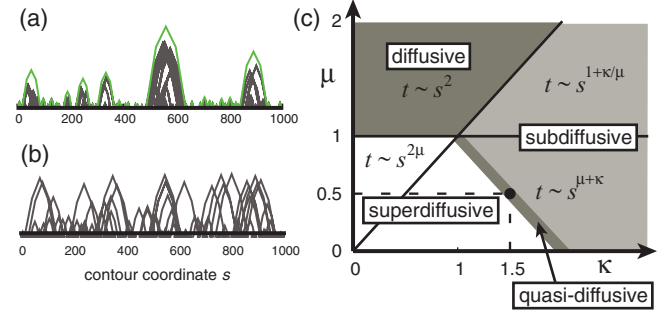 (a)
0 200 400 600 800 1000
(b)
0 200 400 600 800 1000
contour coordinate s
(c)
2
μ
1
0.5
0
diffusive
t ~ s^2
t ~ s^{1+κ/μ}
subdiffusive
t ~ s^{2μ}
t ~ s^{μ+κ}
superdiffusive
0 1 1.5 κ
quasi-diffusive